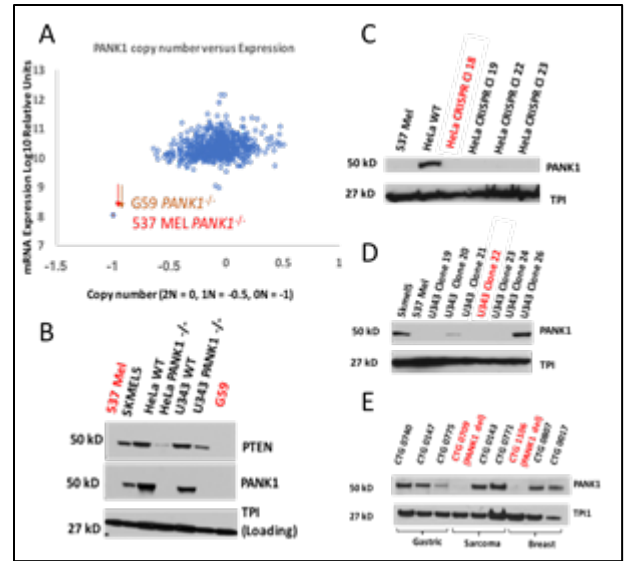 A
PANK1 copy number versus Expression
mRNA Expression Log10 Relative Units
13
12
11
10
9
8
7
G59 PANK1-/-
537 MEL PANK1-/-
-1.5
-1
-0.5
0
0.5
1
Copy number (2N = 0, 1N = -0.5, 0N = -1)
B
537 Mel
SKMEL5
HeLa WT
HeLa PANK1 -/-
U343 WT
U343 PANK1 -/-
G59
50 kD
PTEN
50 kD
PANK1
27 kD
TPI
(Loading)
C
537 Mel
HeLa WT
HeLa CRISPR Cl 18
HeLa CRISPR Cl 19
HeLa CRISPR Cl 22
HeLa CRISPR Cl 23
50 kD
PANK1
27 kD
TPI
D
Skmel5
537 Mel
U343 Clone 19
U343 Clone 20
U343 Clone 21
U343 Clone 22
U343 Clone 23
U343 Clone 24
U343 Clone 26
50 kD
PANK1
27 kD
TPI
E
CTG 0740
CTG 0147
CTG 0775
CTG 0709
(PANK1 del)
CTG 0143
CTG 0771
(PANK1 del)
CTG 0807
CTG 0017
50 kD
PANK1
27 kD
TPI1
Gastric
Sarcoma
Breast